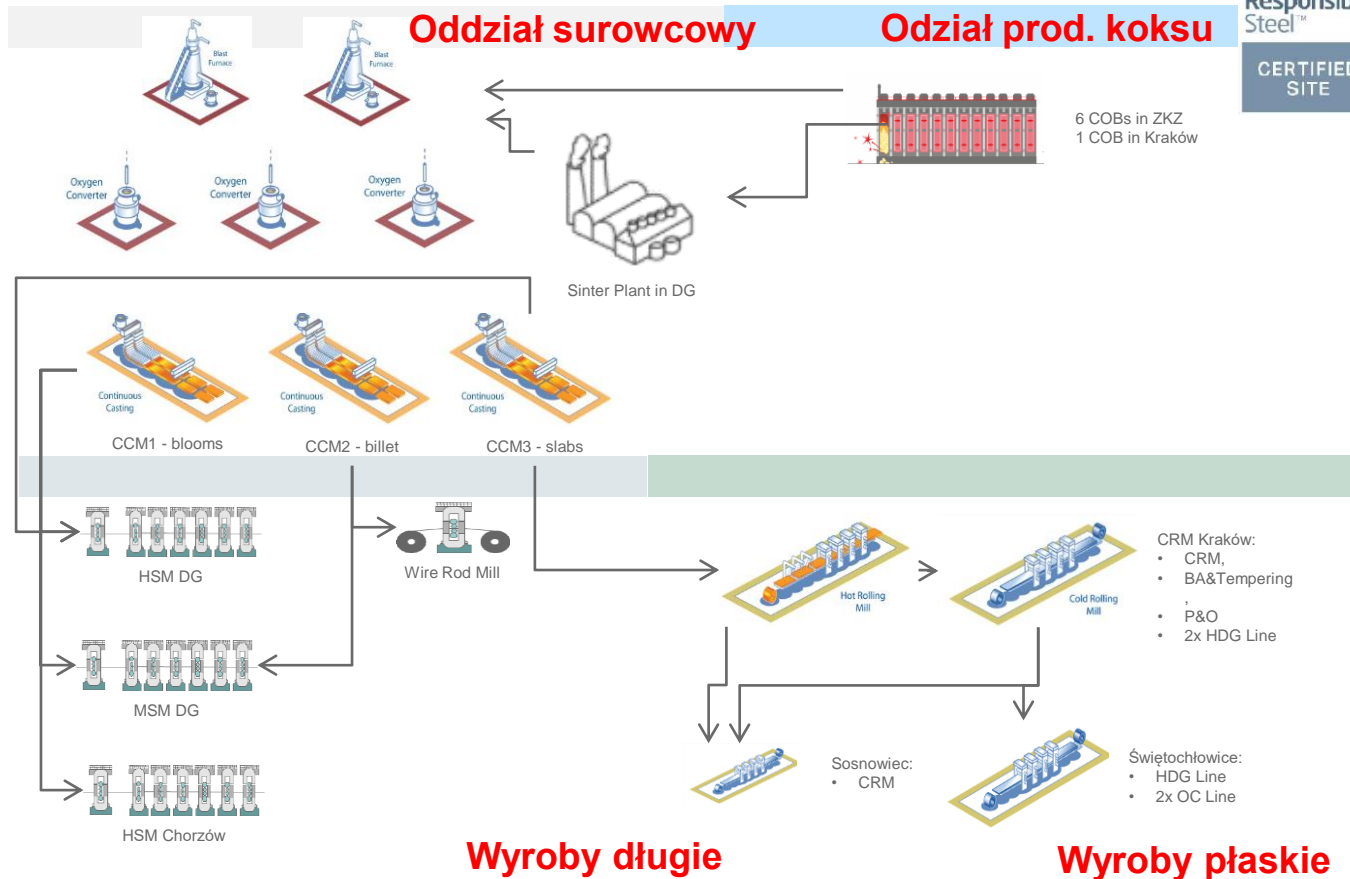 Oddział surowcowy
Odział prod. koksu
Responsible
Steel™
CERTIFIED
SITE
Blast
Furnace
Blast
Furnace
6 COBs in ZKZ
1 COB in Kraków
Oxygen
Converter
Oxygen
Converter
Oxygen
Converter
Sinter Plant in DG
Continuous
Casting
Continuous
Casting
Continuous
Casting
CCM1 - blooms
CCM2 - billet
CCM3 - slabs
HSM DG
Wire Rod Mill
Hot Rolling
Mill
Cold Rolling
Mill
CRM Kraków:
• CRM,
• BA&Tempering
,
• P&O
• 2x HDG Line
MSM DG
Sosnowiec:
• CRM
Świętochłowice:
• HDG Line
• 2x OC Line
HSM Chorzów
Wyroby długie
Wyroby płaskie